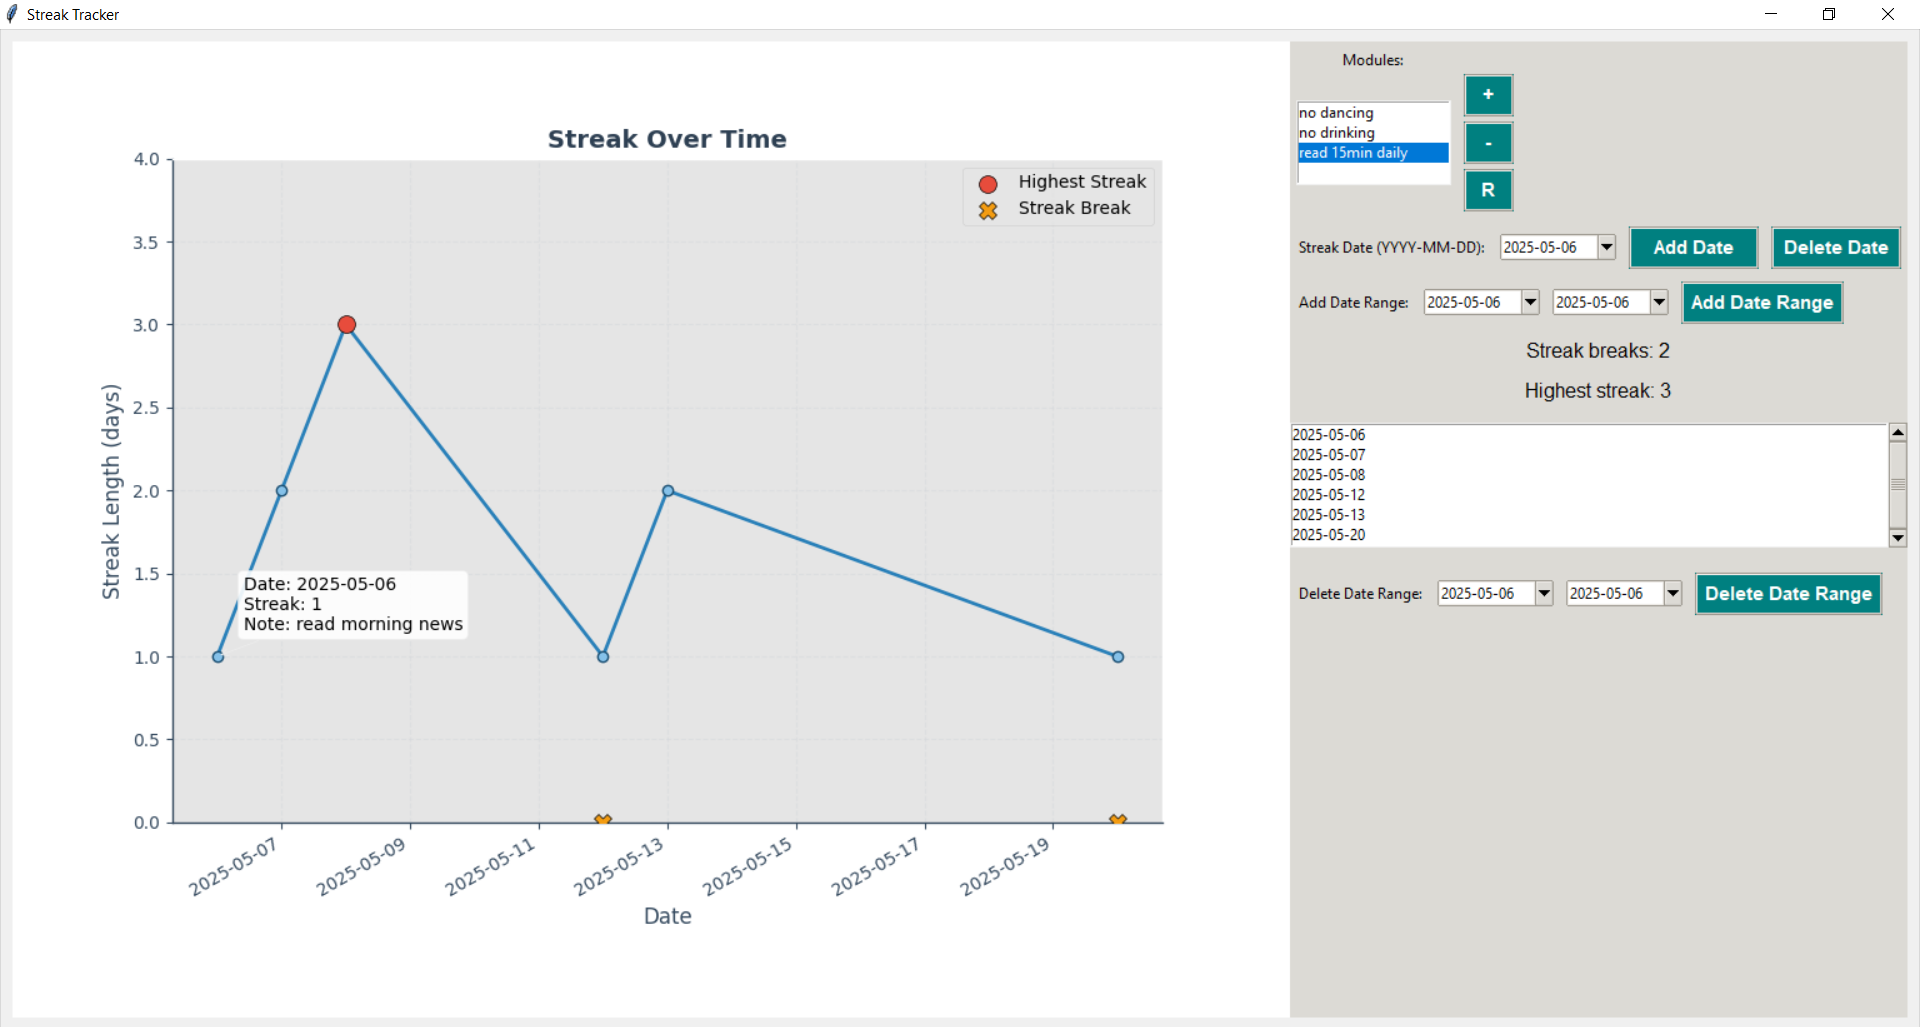 Streak Tracker
Streak Over Time
Highest Streak
Streak Break
4.0
3.5
3.0
2.5
2.0
1.5
1.0
0.5
0.0
Streak Length (days)
Date: 2025-05-06
Streak: 1
Note: read morning news
2025-05-07
2025-05-09
2025-05-11
2025-05-13
2025-05-15
2025-05-17
2025-05-19
Date
Modules:
no dancing
no drinking
read 15min daily
+
-
R
Streak Date (YYYY-MM-DD): 2025-05-06 Add Date Delete Date
Add Date Range: 2025-05-06 2025-05-06 Add Date Range
Streak breaks: 2
Highest streak: 3
2025-05-06
2025-05-07
2025-05-08
2025-05-12
2025-05-13
2025-05-20
Delete Date Range: 2025-05-06 2025-05-06 Delete Date Range